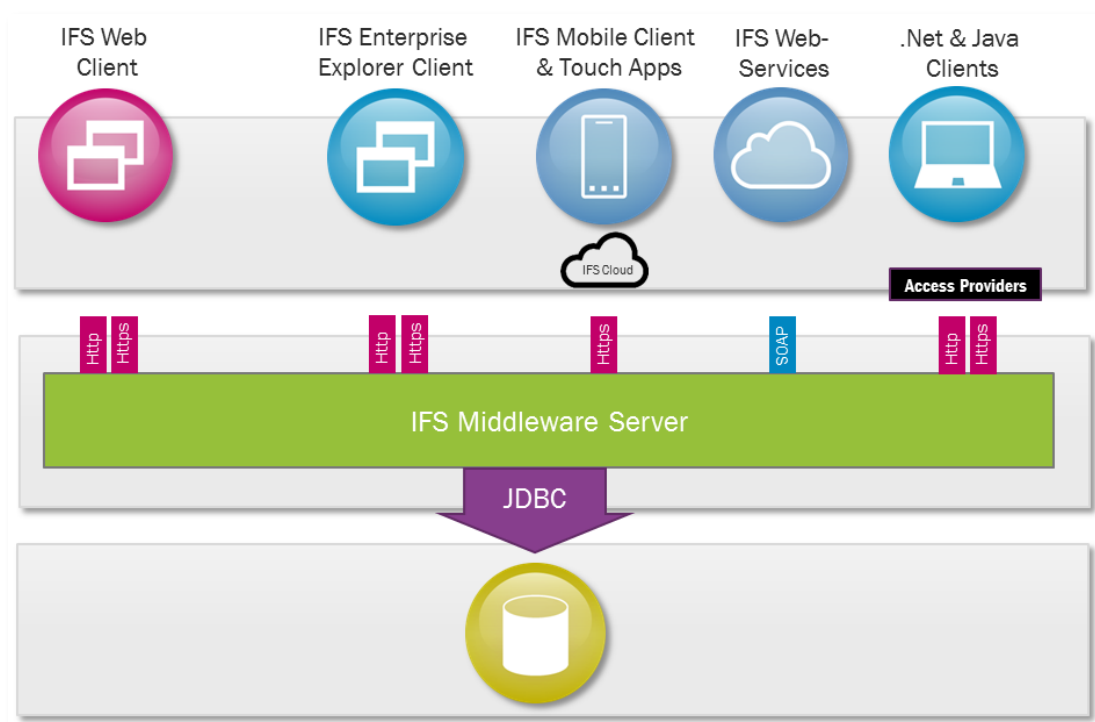 IFS Web
Client
IFS Enterprise
Explorer Client
IFS Mobile Client
& Touch Apps
IFS Web-
Services
.Net & Java
Clients
IFS Cloud
Access Providers
Http
Https
Http
Https
Https
SOAP
Http
Https
IFS Middleware Server
JDBC